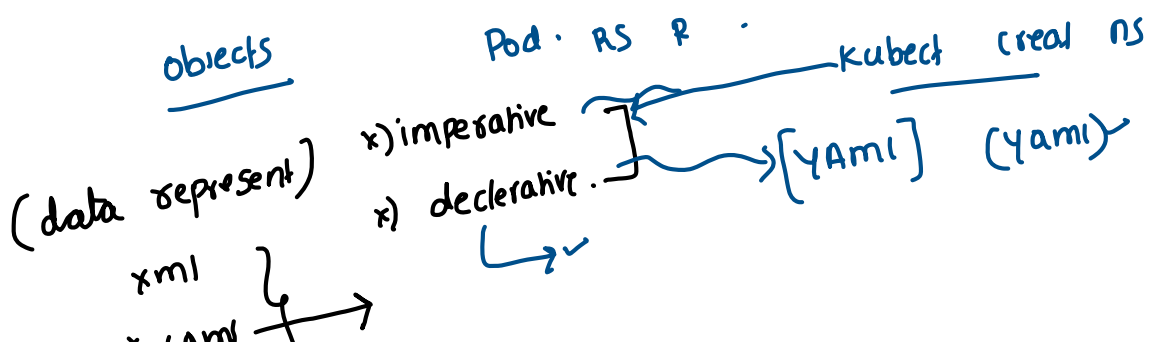 objects
Pod. RS R .
Kubect creat ns
x) imperative
[YAml] (yaml)
(data represent)
x) declerative.
xml